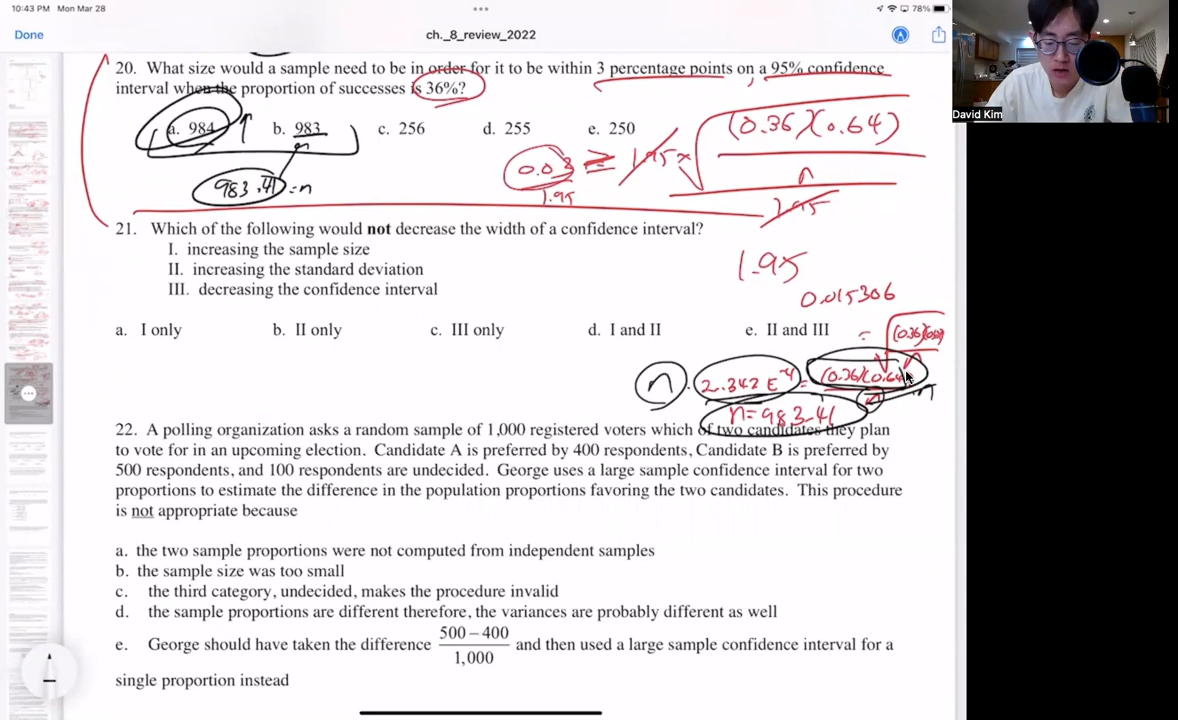 10:43 PM Mon Mar 28
78%
Done
ch._8_review_2022
David Kim
20. What size would a sample need to be in order for it to be within 3 percentage points on a 95% confidence
interval when the proportion of successes is 36%?
a. 984 b. 983 c. 256 d. 255 e. 250
983.41 = n
0.03 ≥ 1.95 × √(0.36)(0.64)
n
1.95
1.95
21. Which of the following would not decrease the width of a confidence interval?
I. increasing the sample size
II. increasing the standard deviation
III. decreasing the confidence interval
1.95
0.015306
a. I only b. II only c. III only d. I and II e. II and III
n . 2.342 E⁻⁴ = (0.36)(0.64)
n
n = 983.41
22. A polling organization asks a random sample of 1,000 registered voters which of two candidates they plan
to vote for in an upcoming election. Candidate A is preferred by 400 respondents, Candidate B is preferred by
500 respondents, and 100 respondents are undecided. George uses a large sample confidence interval for two
proportions to estimate the difference in the population proportions favoring the two candidates. This procedure
is not appropriate because
a. the two sample proportions were not computed from independent samples
b. the sample size was too small
c. the third category, undecided, makes the procedure invalid
d. the sample proportions are different therefore, the variances are probably different as well
e. George should have taken the difference 500 – 400 / 1,000 and then used a large sample confidence interval for a
single proportion instead